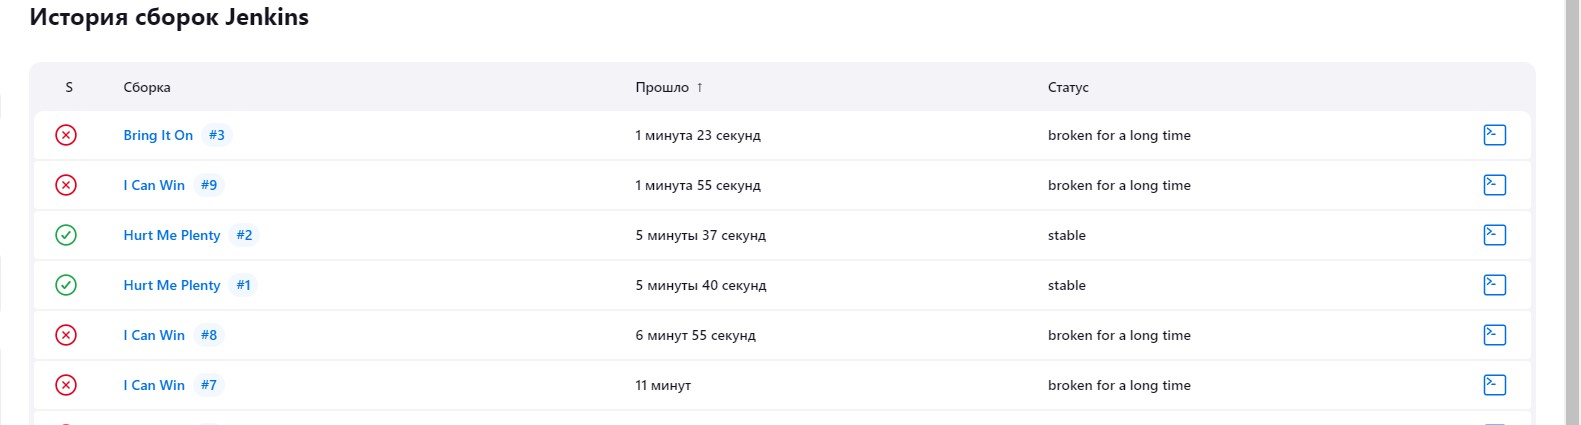 История сборок Jenkins
S Сборка Прошло ↑ Статус
Bring It On #3 1 минута 23 секунд broken for a long time
I Can Win #9 1 минута 55 секунд broken for a long time
Hurt Me Plenty #2 5 минуты 37 секунд stable
Hurt Me Plenty #1 5 минуты 40 секунд stable
I Can Win #8 6 минут 55 секунд broken for a long time
I Can Win #7 11 минут broken for a long time